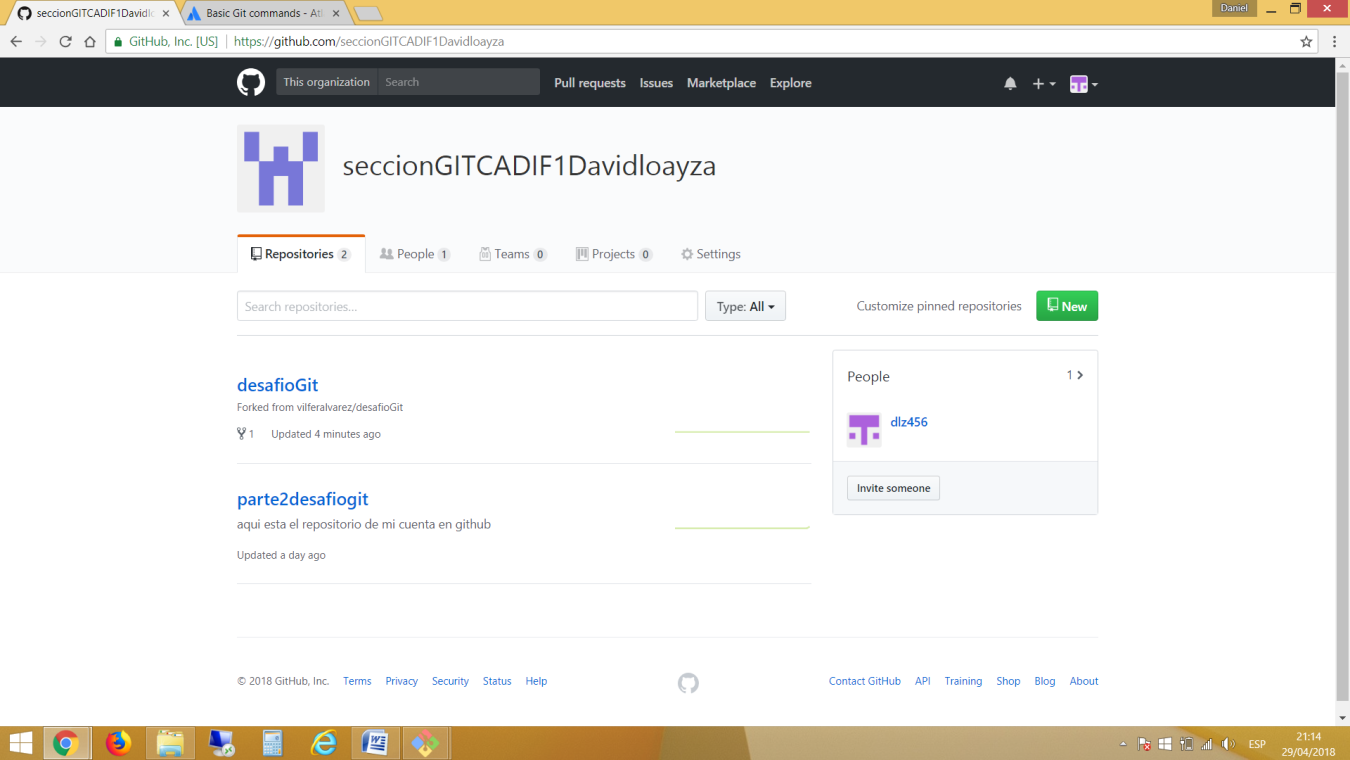 seccionGITCADIF1Davidlo
Basic Git commands - Atl
Daniel
GitHub, Inc. [US] https://github.com/seccionGITCADIF1Davidloayza
This organization Search Pull requests Issues Marketplace Explore
seccionGITCADIF1Davidloayza
Repositories 2 People 1 Teams 0 Projects 0 Settings
Search repositories... Type: All Customize pinned repositories New
desafioGit
Forked from vilferalvarez/desafioGit
1 Updated 4 minutes ago
parte2desafiogit
aqui esta el repositorio de mi cuenta en github
Updated a day ago
People 1
dlz456
Invite someone
© 2018 GitHub, Inc. Terms Privacy Security Status Help
Contact GitHub API Training Shop Blog About
ESP
21:14
29/04/2018